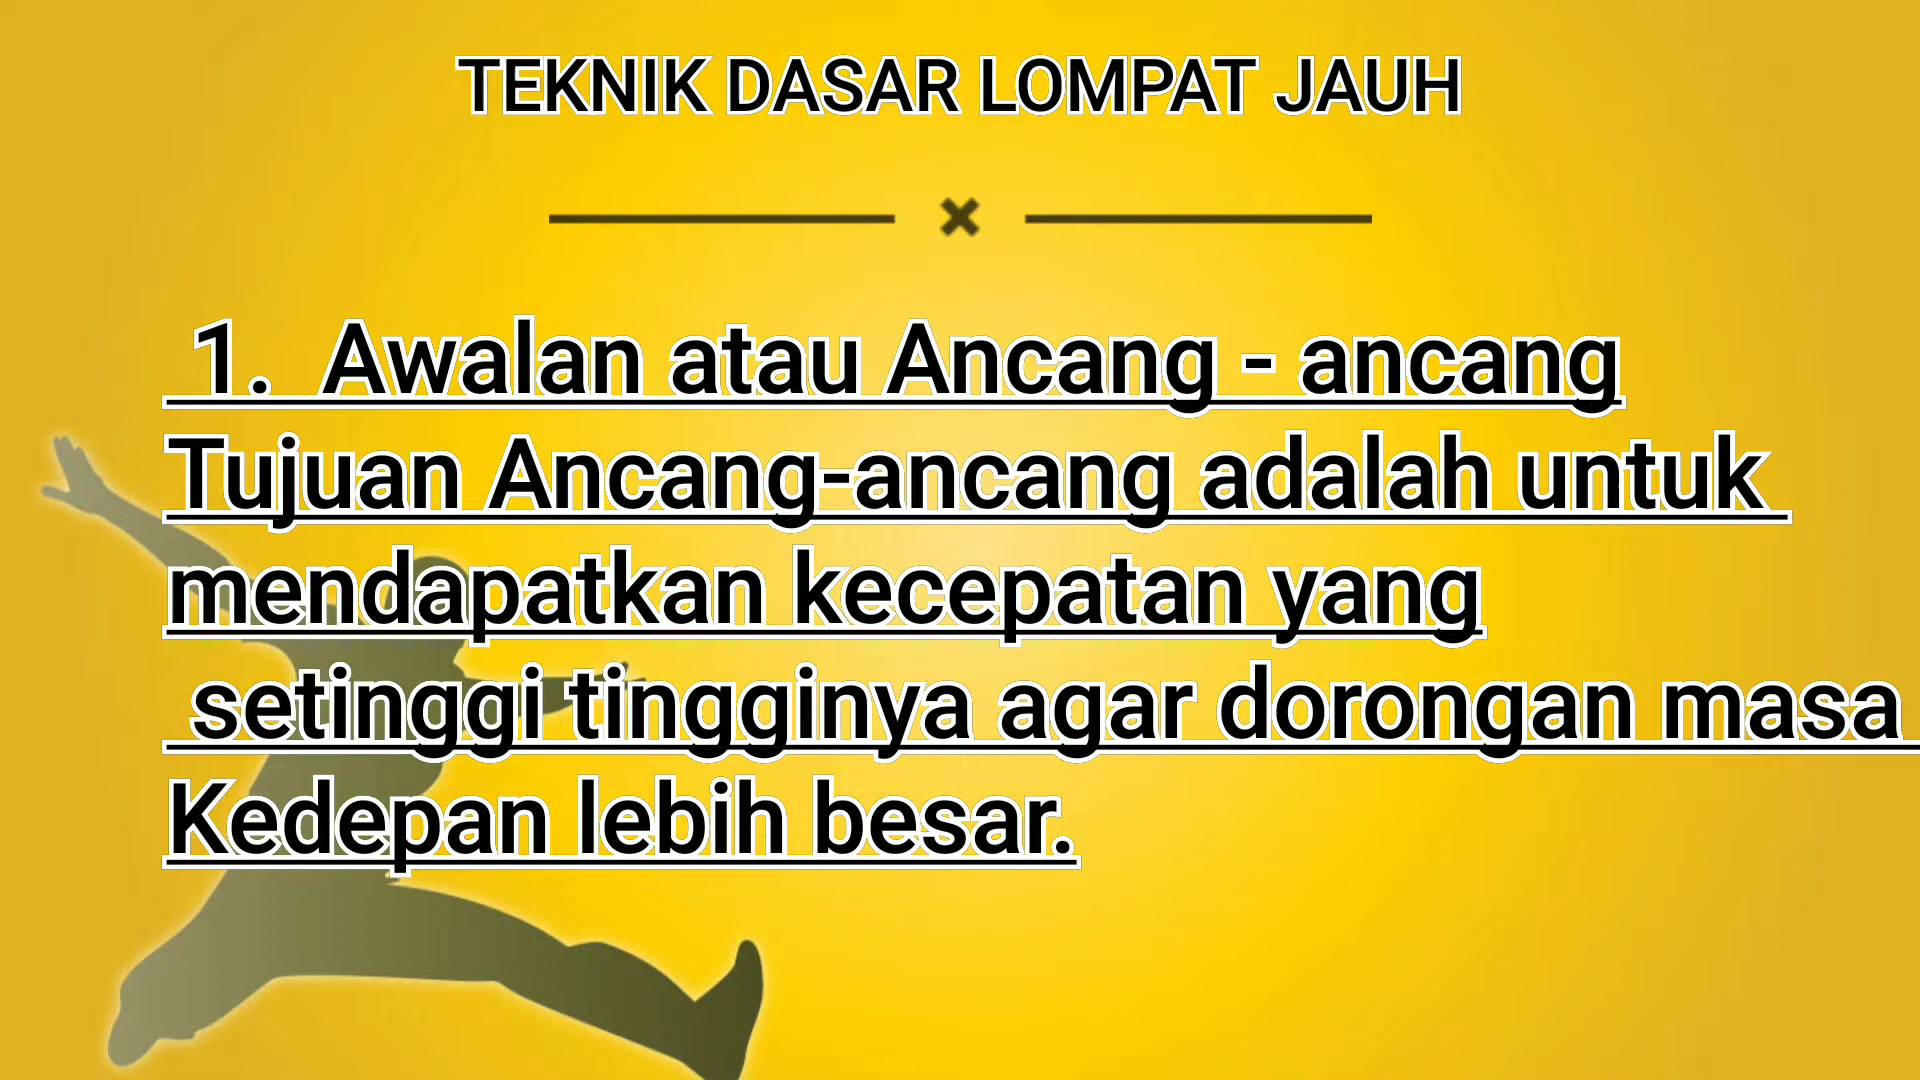 TEKNIK DASAR LOMPAT JAUH
1. Awalan atau Ancang - ancang
Tujuan Ancang-ancang adalah untuk
mendapatkan kecepatan yang
setinggi tingginya agar dorongan masa
Kedepan lebih besar.